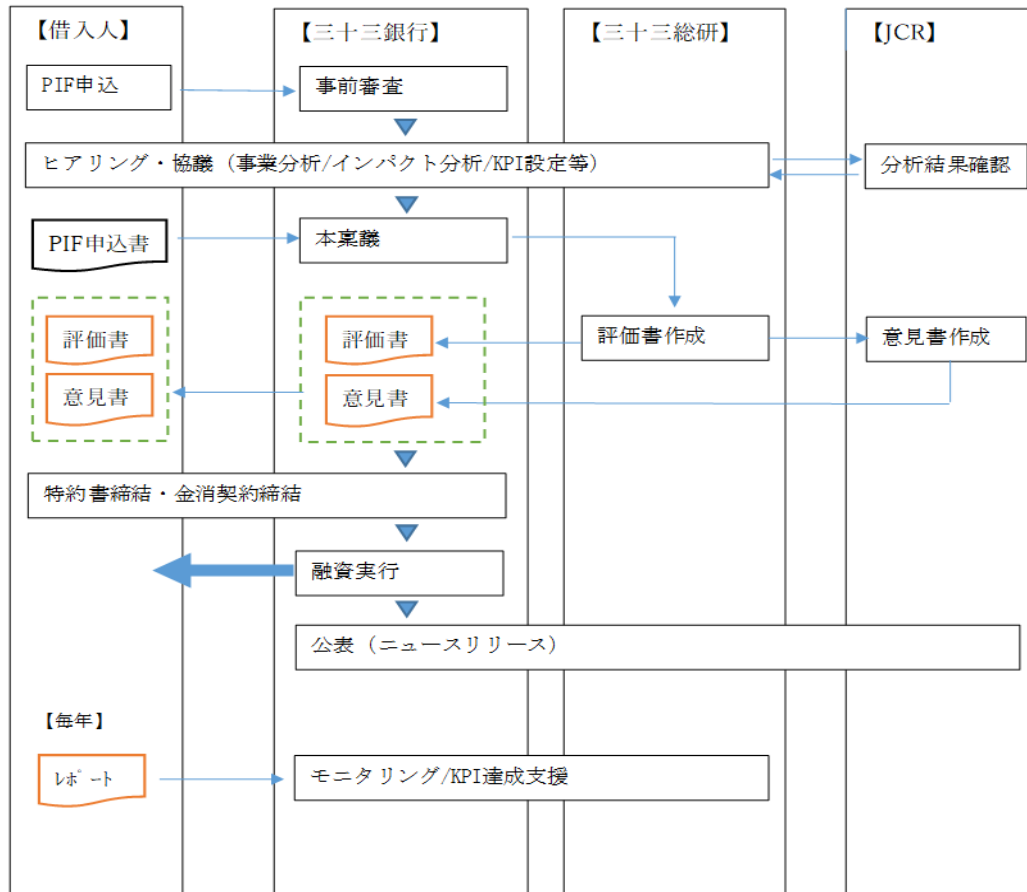 【借入人】
【三十三銀行】
【三十三総研】
【JCR】
PIF申込
事前審査
ヒアリング・協議（事業分析/インパクト分析/KPI設定等）
分析結果確認
PIF申込書
本稟議
評価書
評価書
評価書作成
意見書作成
意見書
意見書
特約書締結・金消契約締結
融資実行
公表（ニュースリリース）
【毎年】
ﾚﾎﾟｰﾄ
モニタリング/KPI達成支援